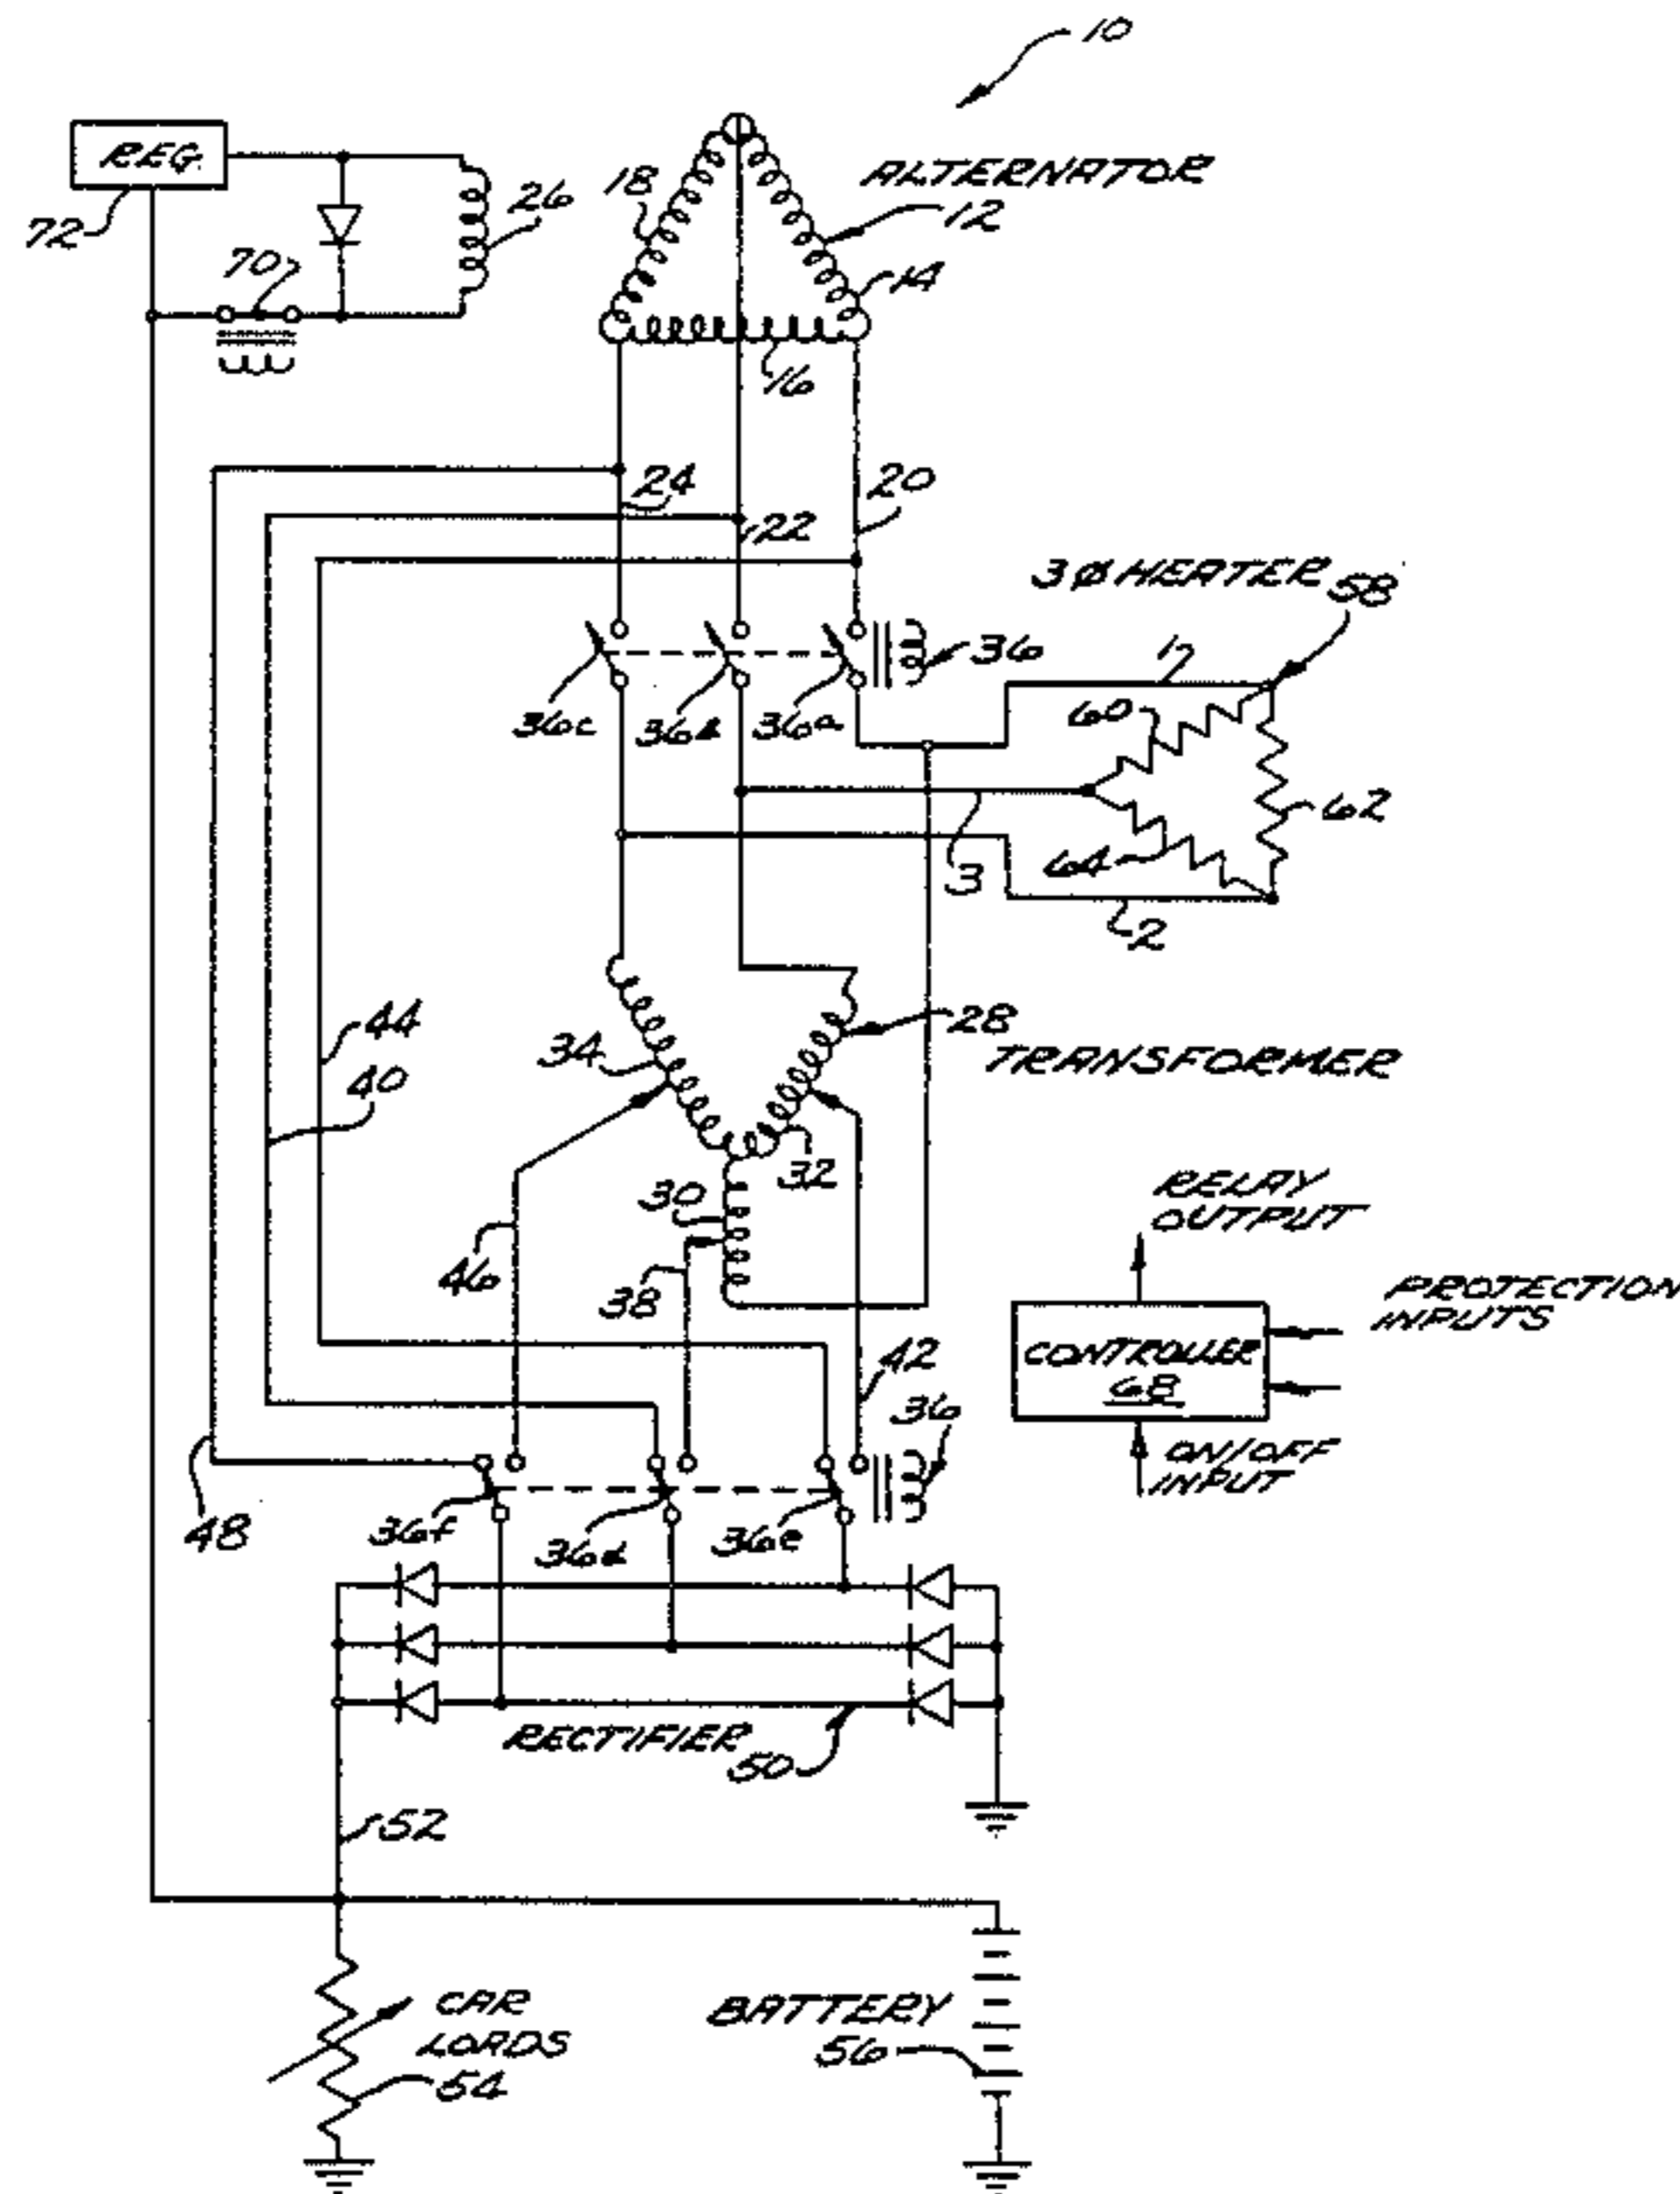 10
REG.
72
26
70
18
ALTERNATOR
12
14
16
24
22
20
3Ø HEATER
58
36
36c
36b
36a
1
60
62
64
3
2
44
40
34
28
TRANSFORMER
32
30
46
38
42
36
RELAY
OUTPUT
PROTECTION
INPUTS
CONTROLLER
68
ON/OFF
INPUT
48
36f
36d
36e
RECTIFIER
50
52
CAR
LOADS
54
BATTERY
56